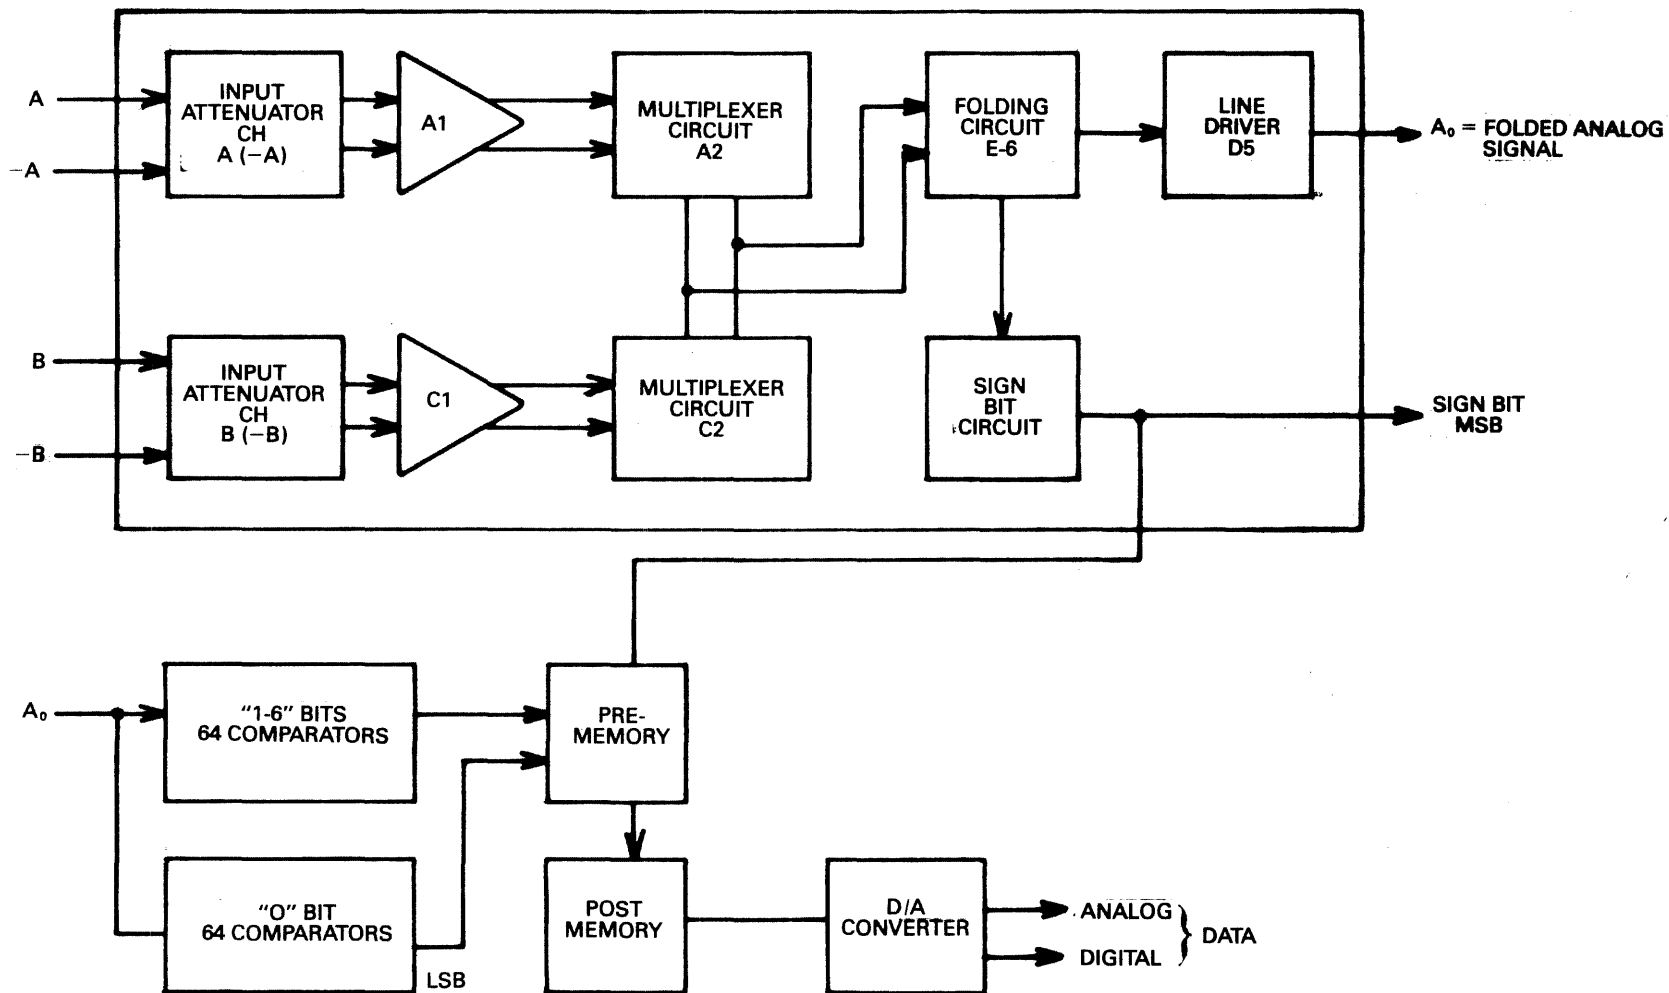 A
-A
INPUT
ATTENUATOR
CH
A (-A)
A1
MULTIPLEXER
CIRCUIT
A2
FOLDING
CIRCUIT
E-6
LINE
DRIVER
D5
A₀ = FOLDED ANALOG
SIGNAL
B
-B
INPUT
ATTENUATOR
CH
B (-B)
C1
MULTIPLEXER
CIRCUIT
C2
SIGN
BIT
CIRCUIT
SIGN BIT
MSB
A₀
"1-6" BITS
64 COMPARATORS
PRE-
MEMORY
"O" BIT
64 COMPARATORS
LSB
POST
MEMORY
D/A
CONVERTER
ANALOG
DIGITAL
DATA